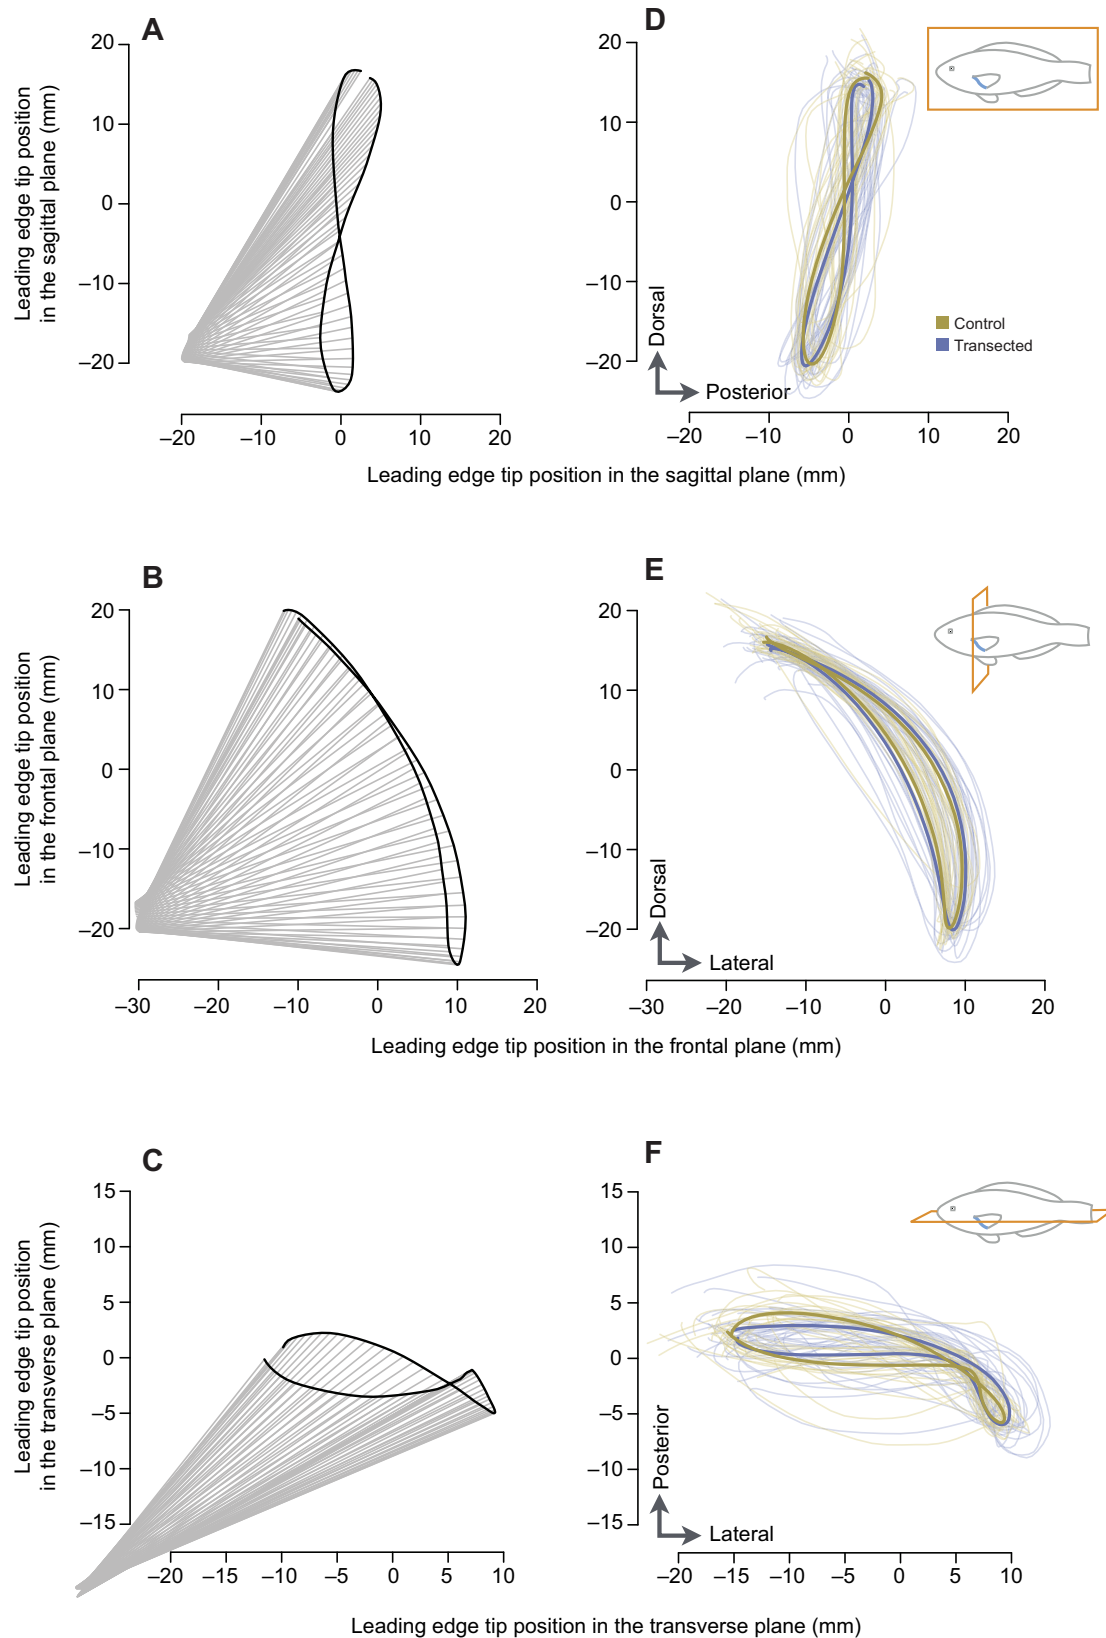 A
20
10
0
–10
–20
Leading edge tip position
in the sagittal plane (mm)
–20 –10 0 10 20
D
20
10
0
–10
–20
Dorsal
Posterior
Control
Transected
–20 –10 0 10 20
Leading edge tip position in the sagittal plane (mm)
B
20
10
0
–10
–20
Leading edge tip position
in the frontal plane (mm)
–30 –20 –10 0 10 20
E
20
10
0
–10
–20
Dorsal
Lateral
–30 –20 –10 0 10 20
Leading edge tip position in the frontal plane (mm)
C
15
10
5
0
–5
–10
–15
Leading edge tip position
in the transverse plane (mm)
–20 –15 –10 –5 0 5 10
F
15
10
5
0
–5
–10
–15
Posterior
Lateral
–20 –15 –10 –5 0 5 10
Leading edge tip position in the transverse plane (mm)